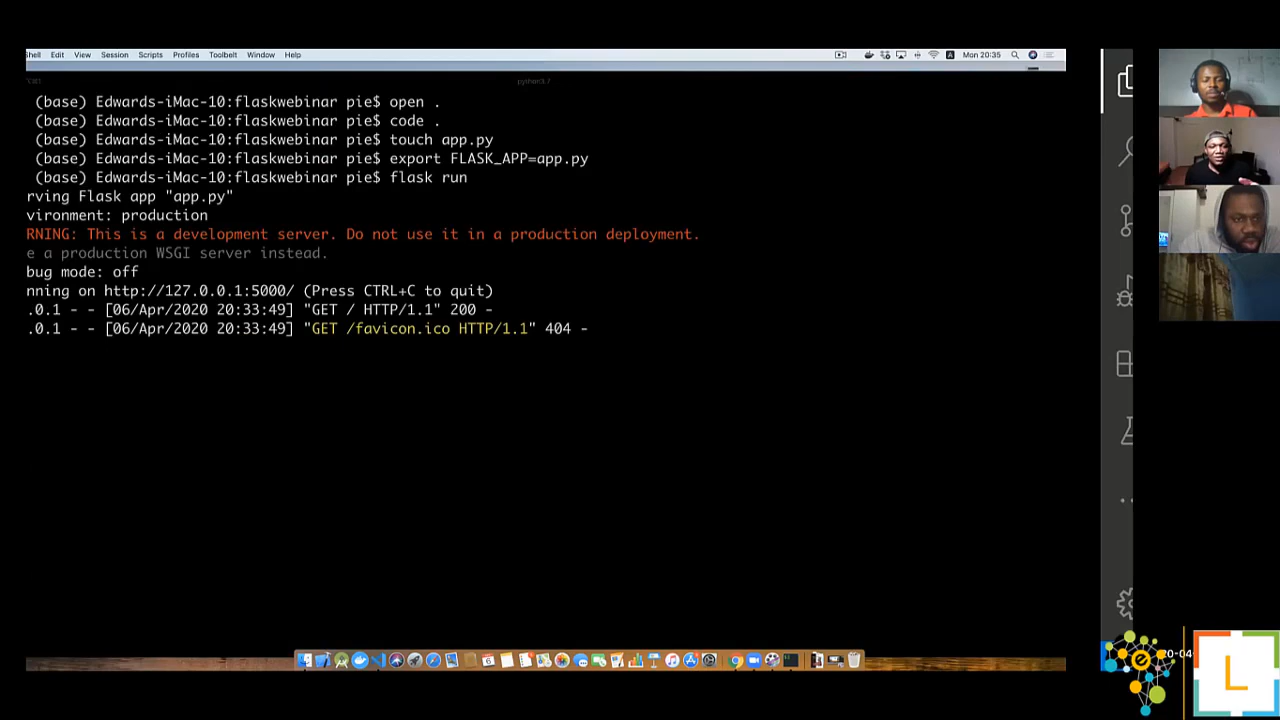 hell Edit View Session Scripts Profiles Toolbelt Window Help A Mon 20:35
python3.7
(base) Edwards-iMac-10:flaskwebinar pie$ open .
(base) Edwards-iMac-10:flaskwebinar pie$ code .
(base) Edwards-iMac-10:flaskwebinar pie$ touch app.py
(base) Edwards-iMac-10:flaskwebinar pie$ export FLASK_APP=app.py
(base) Edwards-iMac-10:flaskwebinar pie$ flask run
rving Flask app "app.py"
vironment: production
RNING: This is a development server. Do not use it in a production deployment.
e a production WSGI server instead.
bug mode: off
nning on http://127.0.0.1:5000/ (Press CTRL+C to quit)
.0.1 - - [06/Apr/2020 20:33:49] "GET / HTTP/1.1" 200 -
.0.1 - - [06/Apr/2020 20:33:49] "GET /favicon.ico HTTP/1.1" 404 -
20-04
L